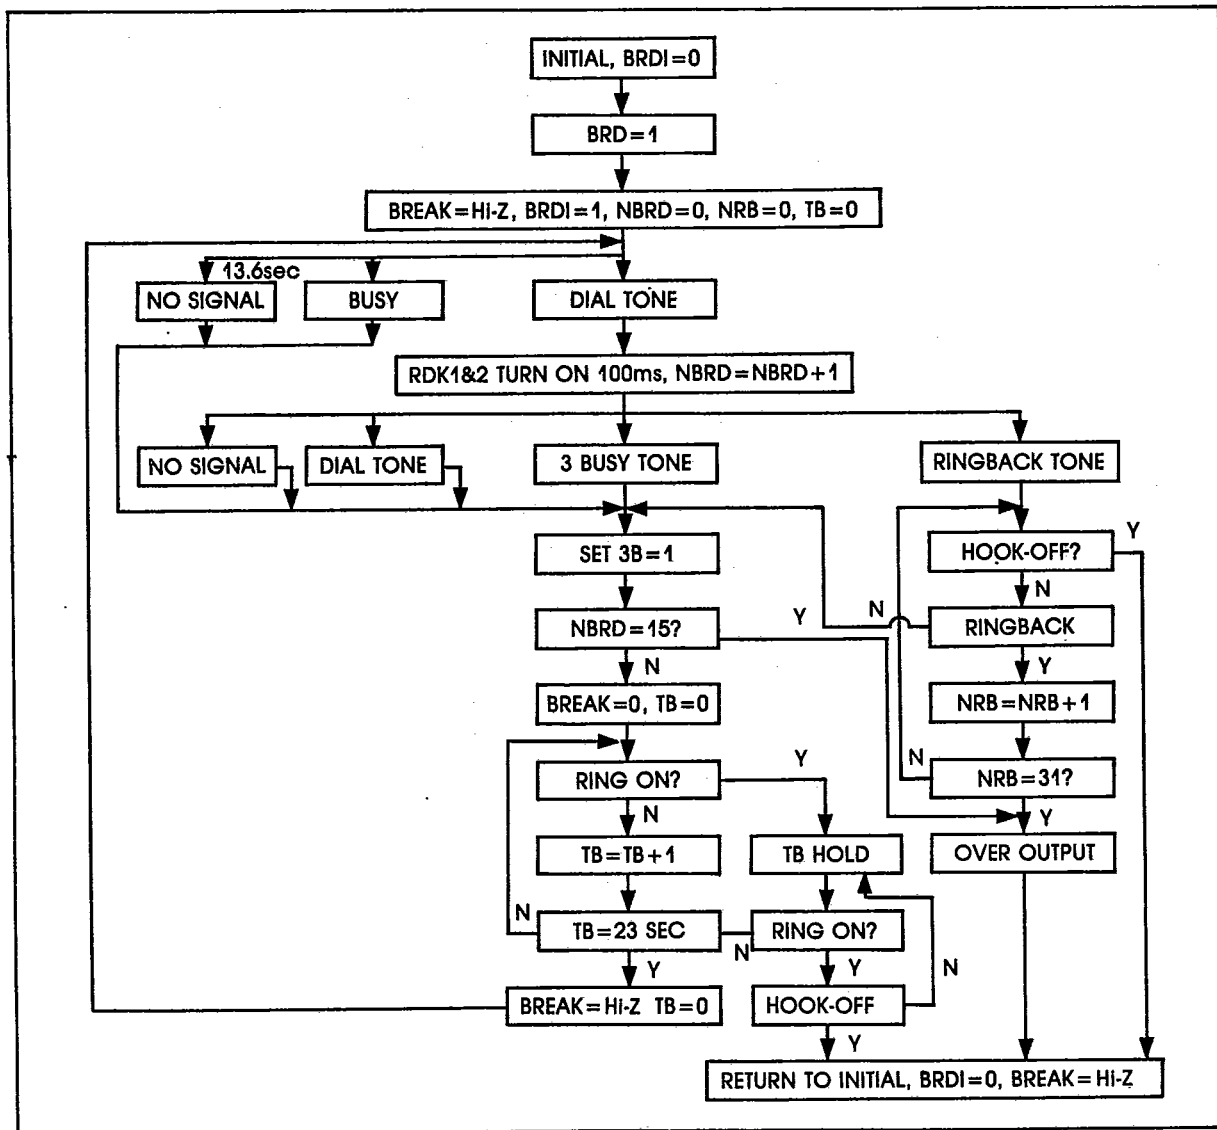 INITIAL, BRDI=0
BRD=1
BREAK=Hi-Z, BRDI=1, NBRD=0, NRB=0, TB=0
13.6sec
NO SIGNAL
BUSY
DIAL TONE
RDK1&2 TURN ON 100ms, NBRD=NBRD+1
NO SIGNAL
DIAL TONE
3 BUSY TONE
RINGBACK TONE
SET 3B=1
HOOK-OFF?
Y
N
NBRD=15?
Y
N
RINGBACK
N
Y
BREAK=0, TB=0
NRB=NRB+1
RING ON?
Y
N
NRB=31?
N
Y
TB=TB+1
TB HOLD
OVER OUTPUT
N
TB=23 SEC
N
RING ON?
Y
Y
N
BREAK=Hi-Z TB=0
HOOK-OFF
Y
RETURN TO INITIAL, BRDI=0, BREAK=Hi-Z